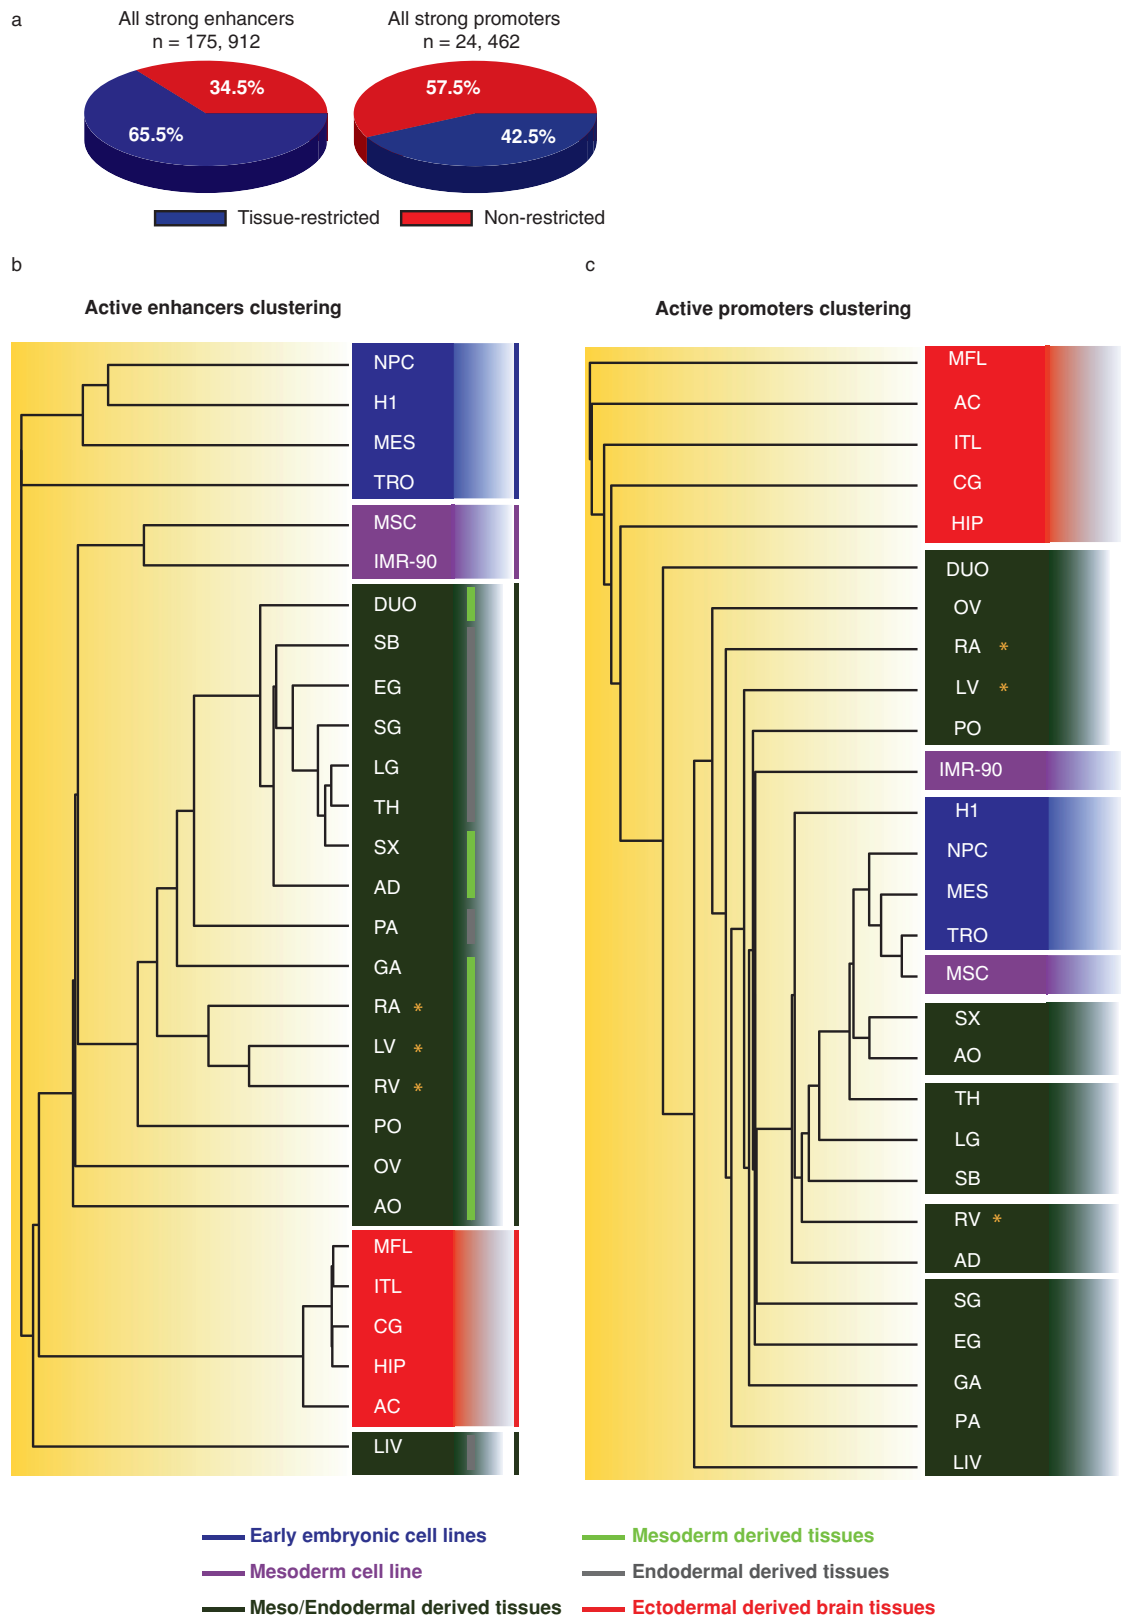 a
All strong enhancers
n = 175, 912
All strong promoters
n = 24, 462
34.5%
65.5%
57.5%
42.5%
Tissue-restricted
Non-restricted
b
Active enhancers clustering
NPC
H1
MES
TRO
MSC
IMR-90
DUO
SB
EG
SG
LG
TH
SX
AD
PA
GA
RA *
LV *
RV *
PO
OV
AO
MFL
ITL
CG
HIP
AC
LIV
c
Active promoters clustering
MFL
AC
ITL
CG
HIP
DUO
OV
RA *
LV *
PO
IMR-90
H1
NPC
MES
TRO
MSC
SX
AO
TH
LG
SB
RV *
AD
SG
EG
GA
PA
LIV
Early embryonic cell lines
Mesoderm cell line
Meso/Endodermal derived tissues
Mesoderm derived tissues
Endodermal derived tissues
Ectodermal derived brain tissues